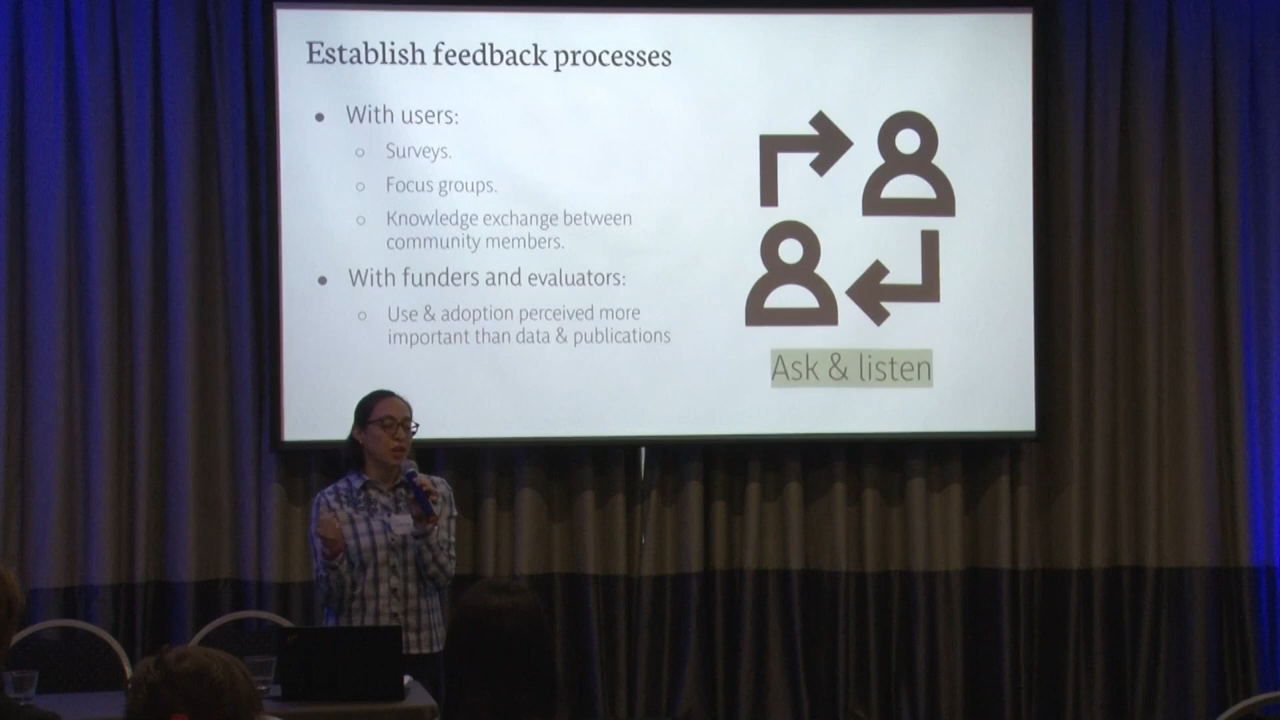 Establish feedback processes
● With users:
○ Surveys.
○ Focus groups.
○ Knowledge exchange between
community members.
● With funders and evaluators:
○ Use & adoption perceived more
important than data & publications
Ask & listen